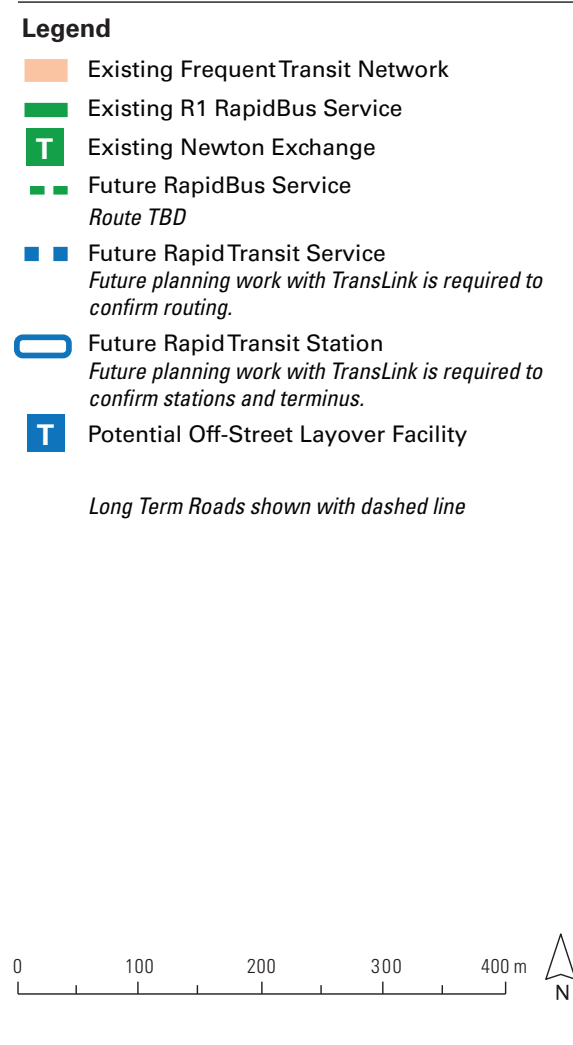 Legend
Existing Frequent Transit Network
Existing R1 RapidBus Service
T Existing Newton Exchange
Future RapidBus Service
Route TBD
Future Rapid Transit Service
Future planning work with TransLink is required to
confirm routing.
Future Rapid Transit Station
Future planning work with TransLink is required to
confirm stations and terminus.
T Potential Off-Street Layover Facility
Long Term Roads shown with dashed line
0 100 200 300 400 m
N